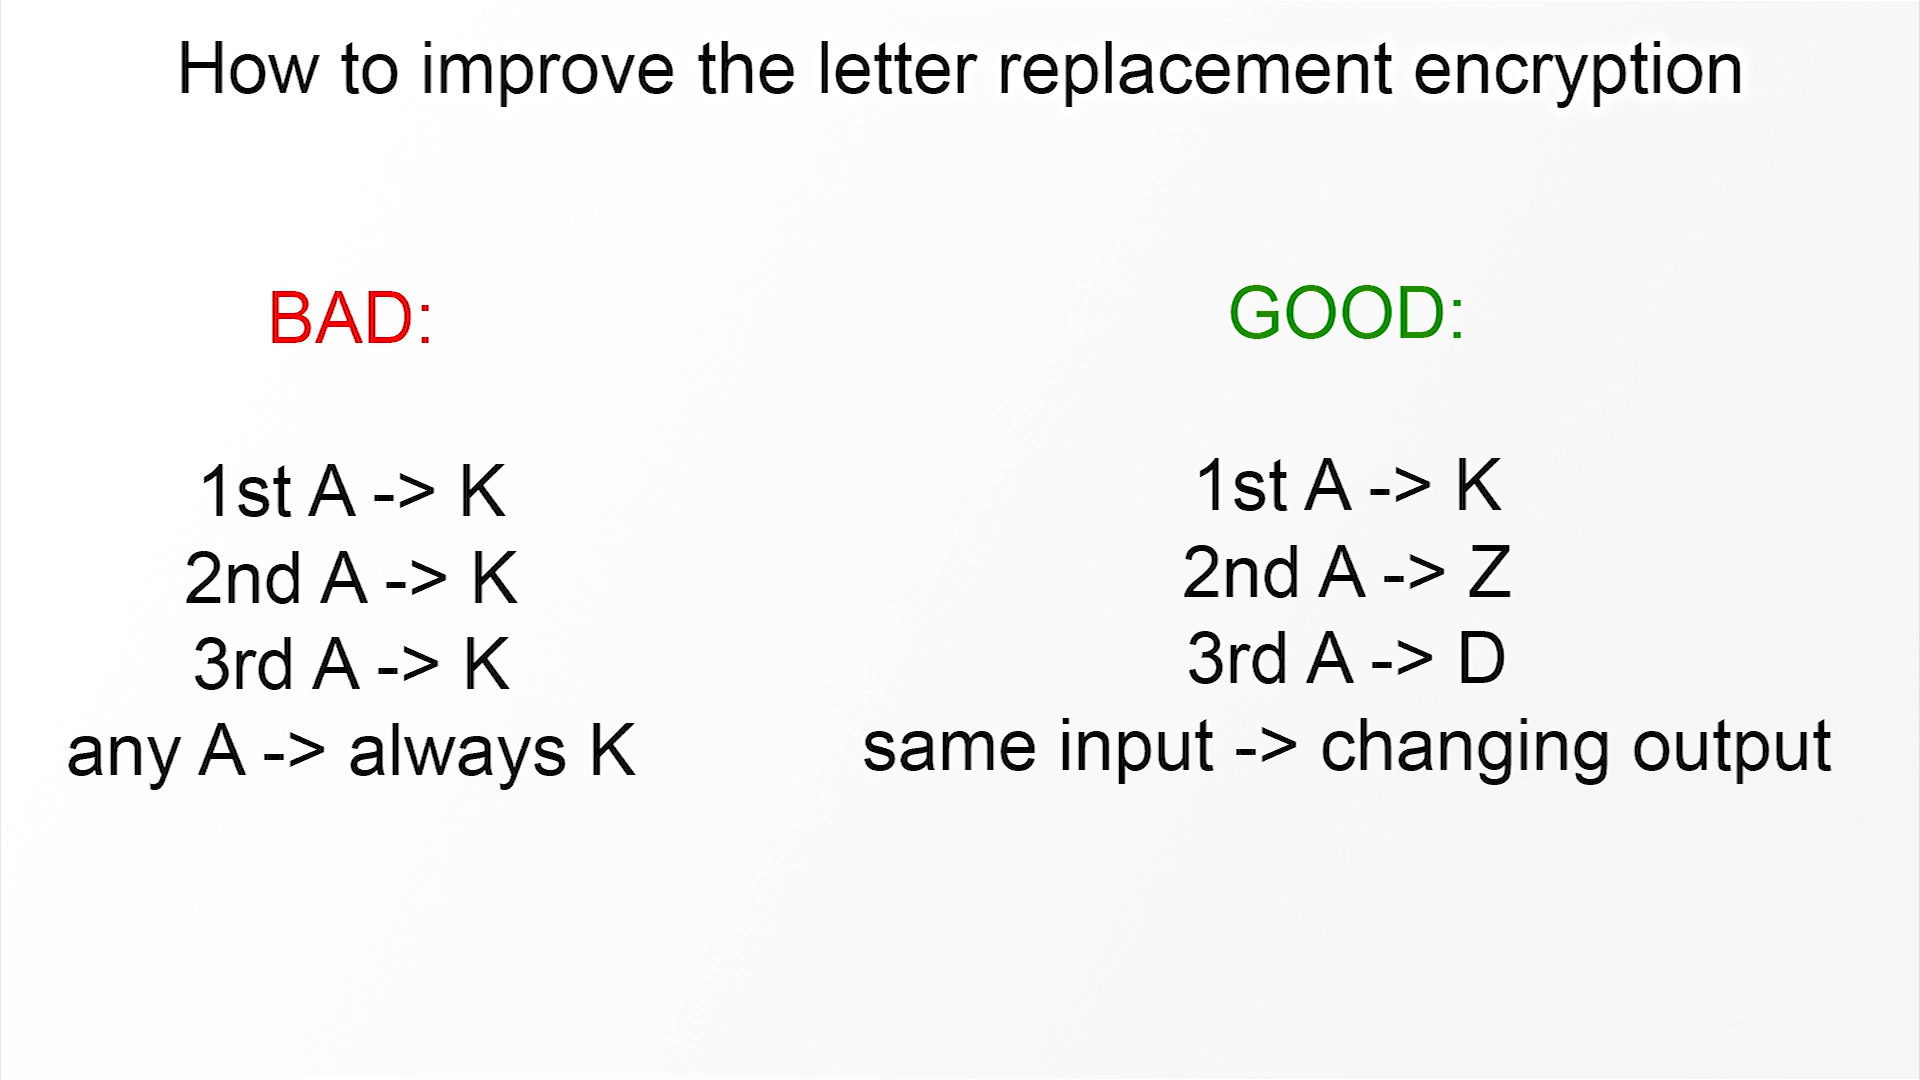 How to improve the letter replacement encryption
BAD:
1st A -> K
2nd A -> K
3rd A -> K
any A -> always K
GOOD:
1st A -> K
2nd A -> Z
3rd A -> D
same input -> changing output